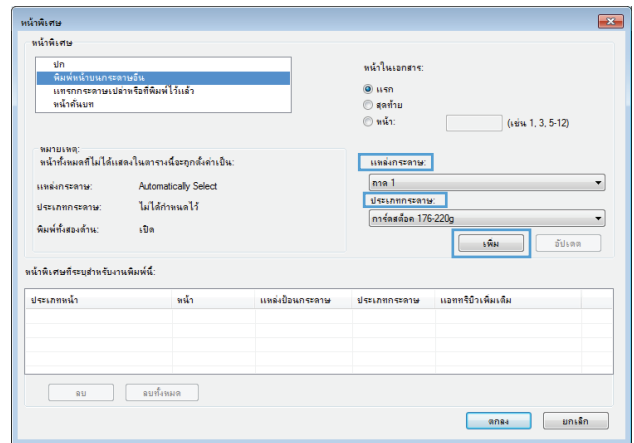 หน้าพิเศษ
หน้าพิเศษ
ปก
พิมพ์หน้าบนกระดาษอื่น
แทรกกระดาษเปล่าหรือที่พิมพ์ไว้แล้ว
หน้าคั่นบท
หน้าในเอกสาร:
แรก
สุดท้าย
หน้า: (เช่น 1, 3, 5-12)
หมายเหตุ:
หน้าทั้งหมดที่ไม่ได้แสดงในตารางนี้จะถูกตั้งค่าเป็น:
แหล่งกระดาษ: Automatically Select
ประเภทกระดาษ: ไม่ได้กำหนดไว้
พิมพ์ทั้งสองด้าน: เปิด
แหล่งกระดาษ:
ถาด 1
ประเภทกระดาษ:
การ์ดสต็อค 176-220g
เพิ่ม อัปเดต
หน้าพิเศษที่ระบุสำหรับงานพิมพ์นี้:
ประเภทหน้า หน้า แหล่งป้อนกระดาษ ประเภทกระดาษ แอททริบิวเพิ่มเติม
ลบ ลบทั้งหมด
ตกลง ยกเลิก